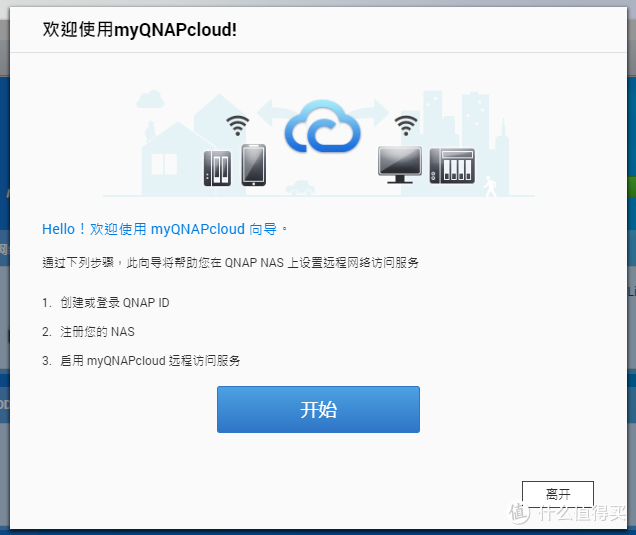 欢迎使用myQNAPcloud!
Hello！欢迎使用 myQNAPcloud 向导。
通过下列步骤，此向导将帮助您在 QNAP NAS 上设置远程网络访问服务
1. 创建或登录 QNAP ID
2. 注册您的 NAS
3. 启用 myQNAPcloud 远程访问服务
开始
离开
值 什么值得买